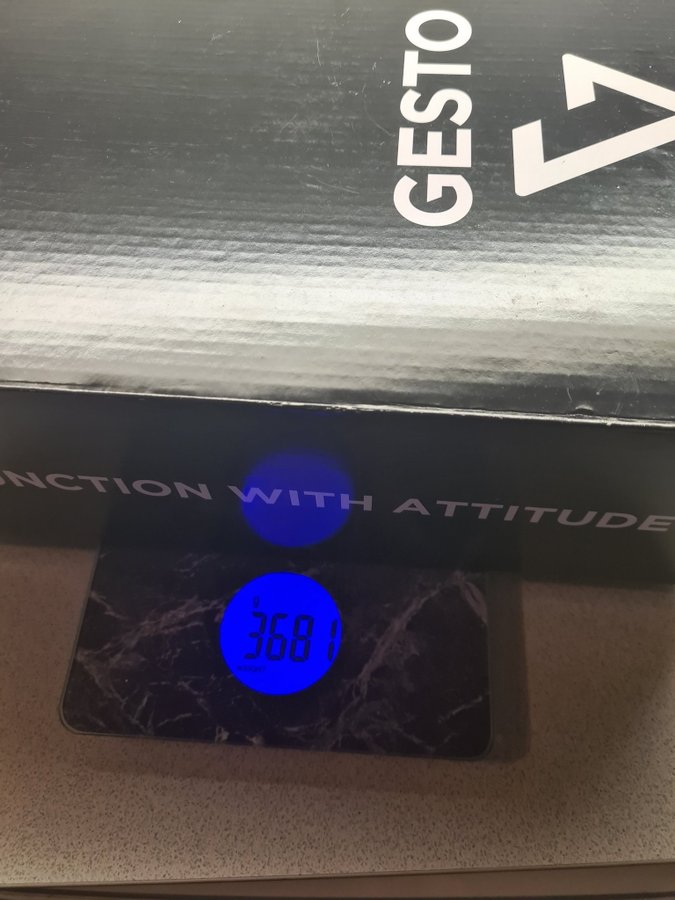 GESTO
NCTION WITH ATTITUDE
g
3681